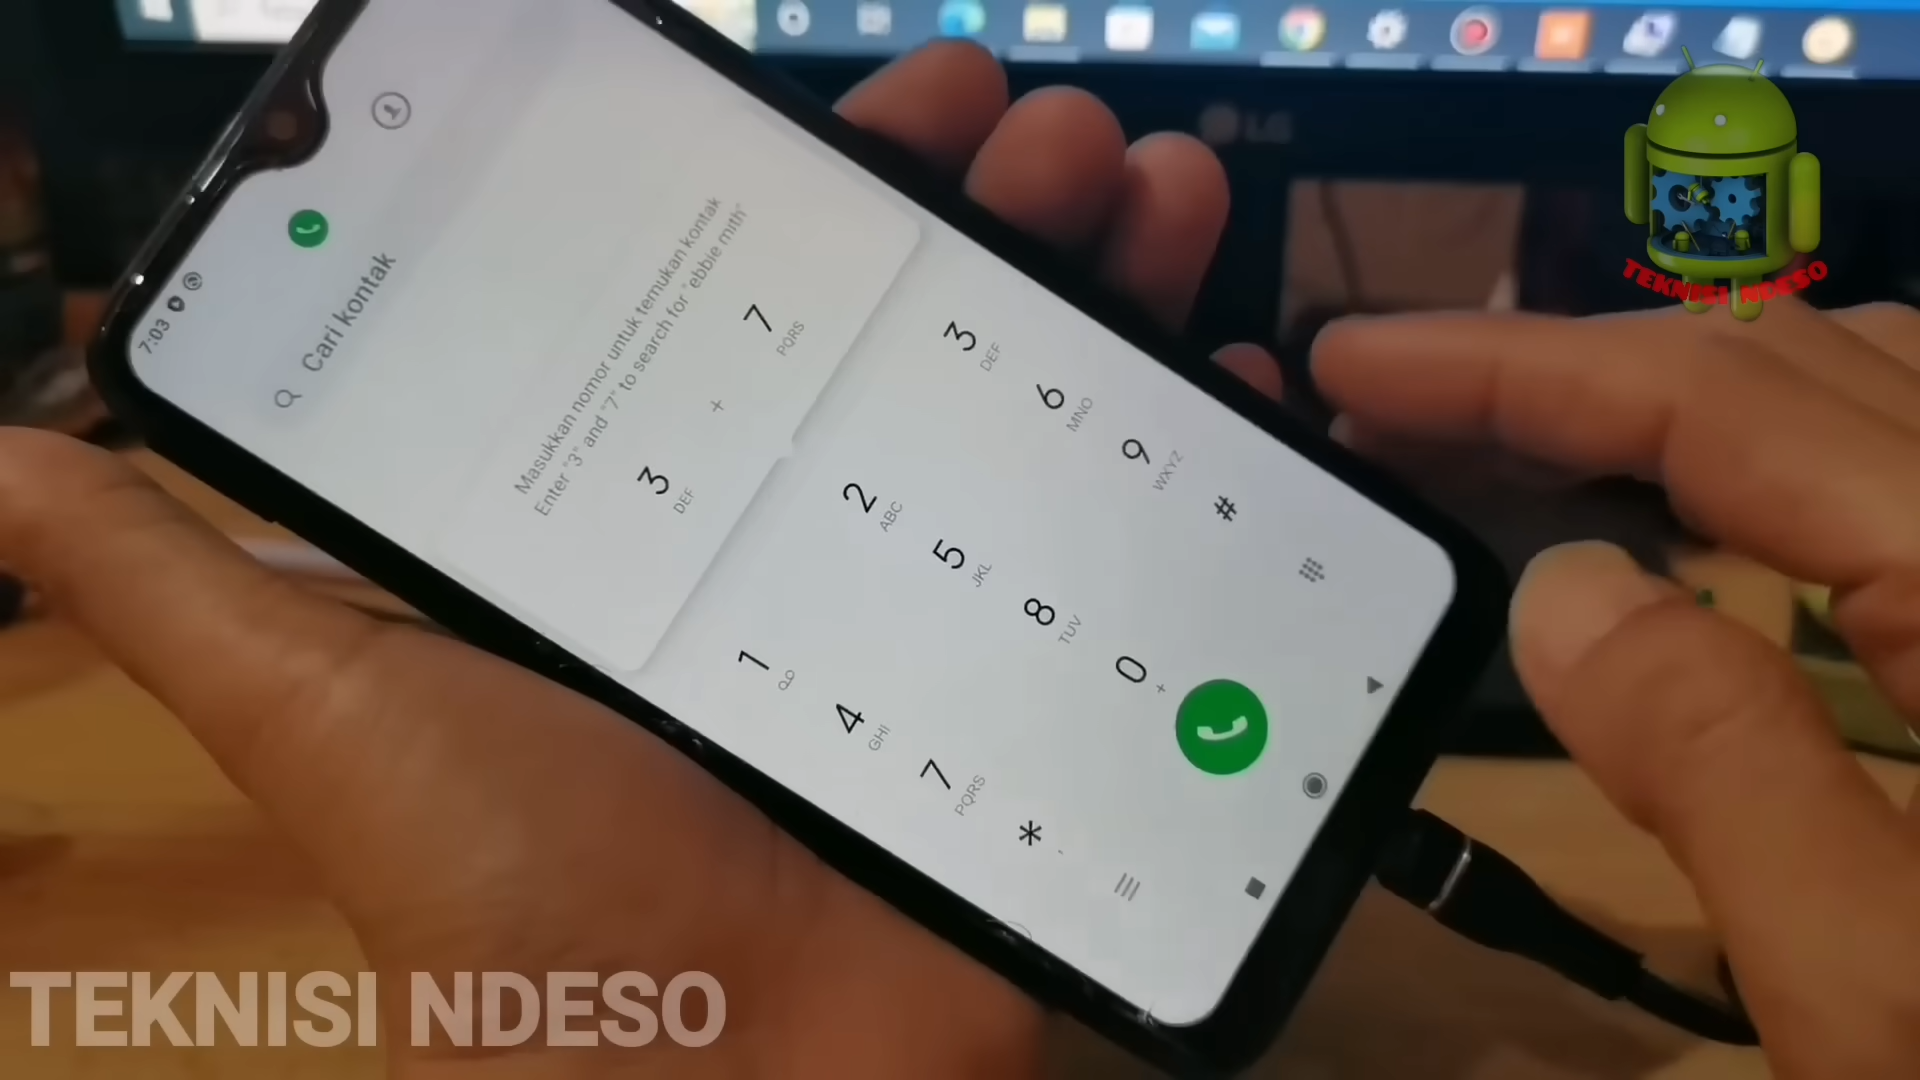 LG
TEKNISI NDESO
7:03
Cari kontak
Masukkan nomor untuk temukan kontak
Enter "3" and "7" to search for "ebbie mith"
3 + 7
DEF PQRS
1 2 3
ABC DEF
4 5 6
GHI JKL MNO
7 8 9
PQRS TUV WXYZ
* 0 #
, +
TEKNISI NDESO